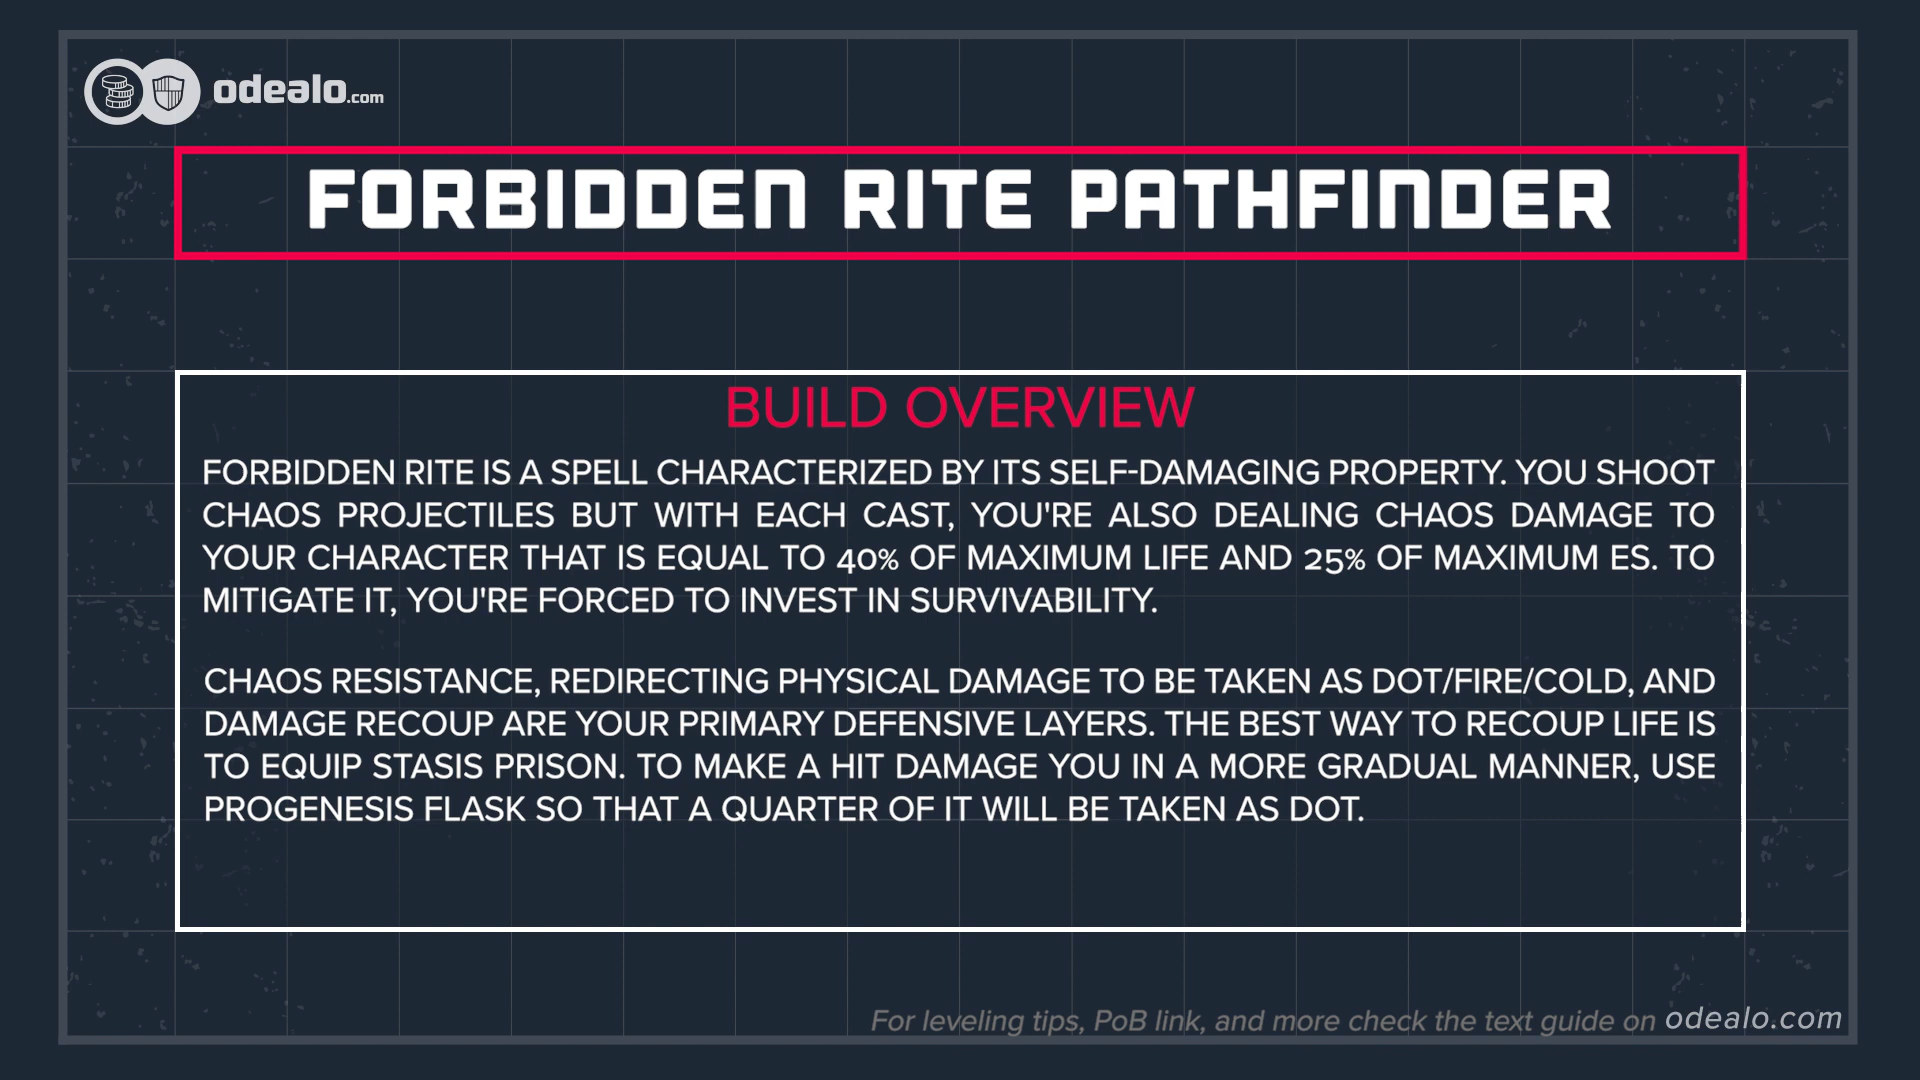 odealo.com
FORBIDDEN RITE PATHFINDER
BUILD OVERVIEW
FORBIDDEN RITE IS A SPELL CHARACTERIZED BY ITS SELF-DAMAGING PROPERTY. YOU SHOOT
CHAOS PROJECTILES BUT WITH EACH CAST, YOU'RE ALSO DEALING CHAOS DAMAGE TO
YOUR CHARACTER THAT IS EQUAL TO 40% OF MAXIMUM LIFE AND 25% OF MAXIMUM ES. TO
MITIGATE IT, YOU'RE FORCED TO INVEST IN SURVIVABILITY.
CHAOS RESISTANCE, REDIRECTING PHYSICAL DAMAGE TO BE TAKEN AS DOT/FIRE/COLD, AND
DAMAGE RECOUP ARE YOUR PRIMARY DEFENSIVE LAYERS. THE BEST WAY TO RECOUP LIFE IS
TO EQUIP STASIS PRISON. TO MAKE A HIT DAMAGE YOU IN A MORE GRADUAL MANNER, USE
PROGENESIS FLASK SO THAT A QUARTER OF IT WILL BE TAKEN AS DOT.
For leveling tips, PoB link, and more check the text guide on odealo.com